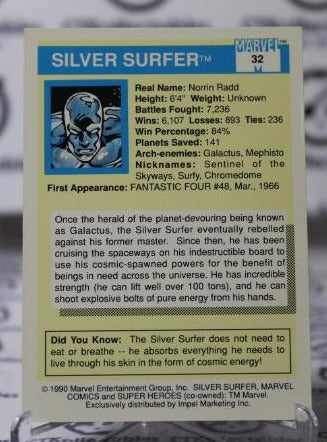 MARVEL™
SILVER SURFER™ 32
Real Name: Norrin Radd
Height: 6'4" Weight: Unknown
Battles Fought: 7,236
Wins: 6,107 Losses: 893 Ties: 236
Win Percentage: 84%
Planets Saved: 141
Arch-enemies: Galactus, Mephisto
Nicknames: Sentinel of the
Skyways, Surfy, Chromedome
First Appearance: FANTASTIC FOUR #48, Mar., 1966
Once the herald of the planet-devouring being known
as Galactus, the Silver Surfer eventually rebelled
against his former master. Since then, he has been
cruising the spaceways on his indestructible board to
use his cosmic-spawned powers for the benefit of
beings in need across the universe. He has incredible
strength (he can lift well over 100 tons), and he can
shoot explosive bolts of pure energy from his hands.
Did You Know: The Silver Surfer does not need to
eat or breathe -- he absorbs everything he needs to
live through his skin in the form of cosmic energy!
© 1990 Marvel Entertainment Group, Inc. SILVER SURFER, MARVEL
COMICS and SUPER HEROES (co-owned): TM Marvel.
Exclusively distributed by Impel Marketing Inc.